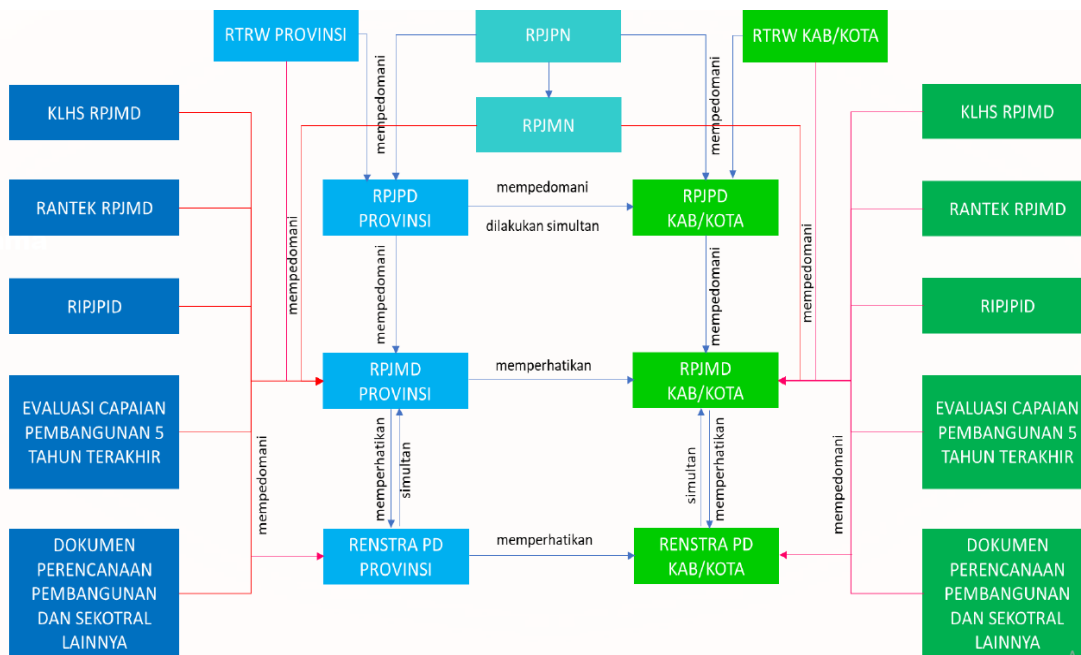 RTRW PROVINSI
RPJPN
RTRW KAB/KOTA
KLHS RPJMD
mempedomani
RPJMN
mempedomani
KLHS RPJMD
RANTEK RPJMD
RPJPD
PROVINSI
mempedomani
dilakukan simultan
RPJPD
KAB/KOTA
RANTEK RPJMD
RIPJPID
mempedomani
mempedomani
mempedomani
mempedomani
RIPJPID
EVALUASI CAPAIAN
PEMBANGUNAN 5
TAHUN TERAKHIR
RPJMD
PROVINSI
memperhatikan
RPJMD
KAB/KOTA
EVALUASI CAPAIAN
PEMBANGUNAN 5
TAHUN TERAKHIR
mempedomani
memperhatikan
simultan
simultan
memperhatikan
mempedomani
DOKUMEN
PERENCANAAN
PEMBANGUNAN
DAN SEKOTRAL
LAINNYA
RENSTRA PD
PROVINSI
memperhatikan
RENSTRA PD
KAB/KOTA
DOKUMEN
PERENCANAAN
PEMBANGUNAN
DAN SEKOTRAL
LAINNYA